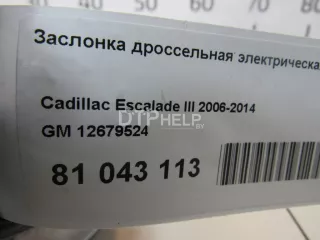 Заслонка дроссельная электрическа
Cadillac Escalade III 2006-2014
DTPHELP.BY
GM 12679524
81 043 113